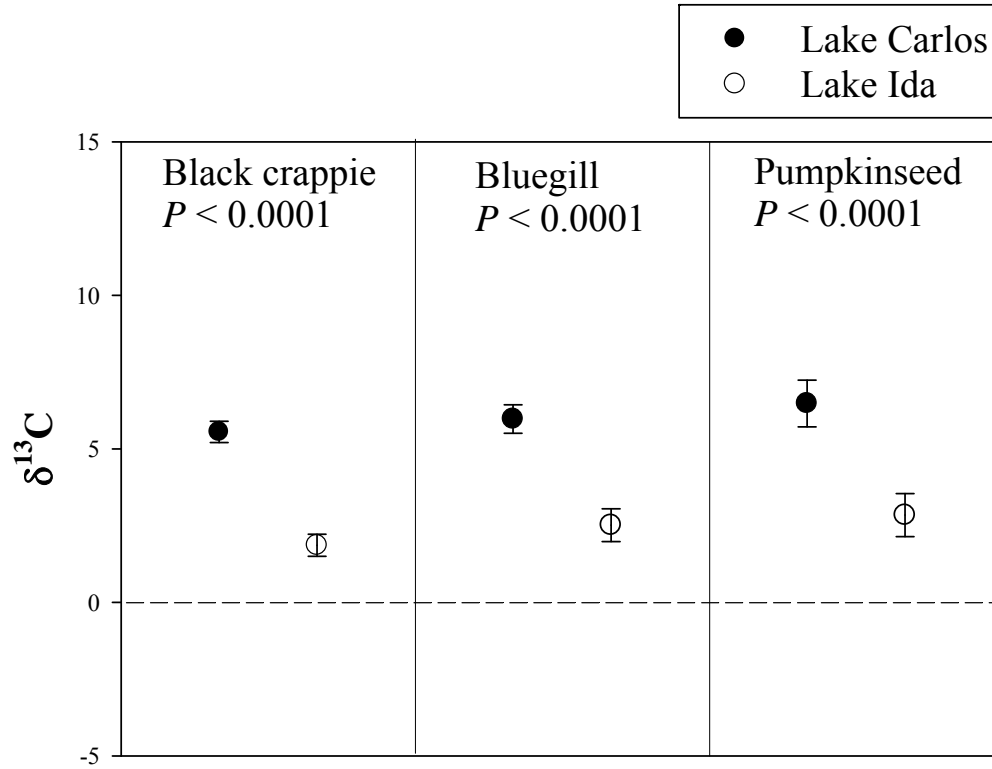 Lake Carlos
Lake Ida
15
Black crappie
P < 0.0001
Bluegill
P < 0.0001
Pumpkinseed
P < 0.0001
10
5
0
-5
δ¹³C